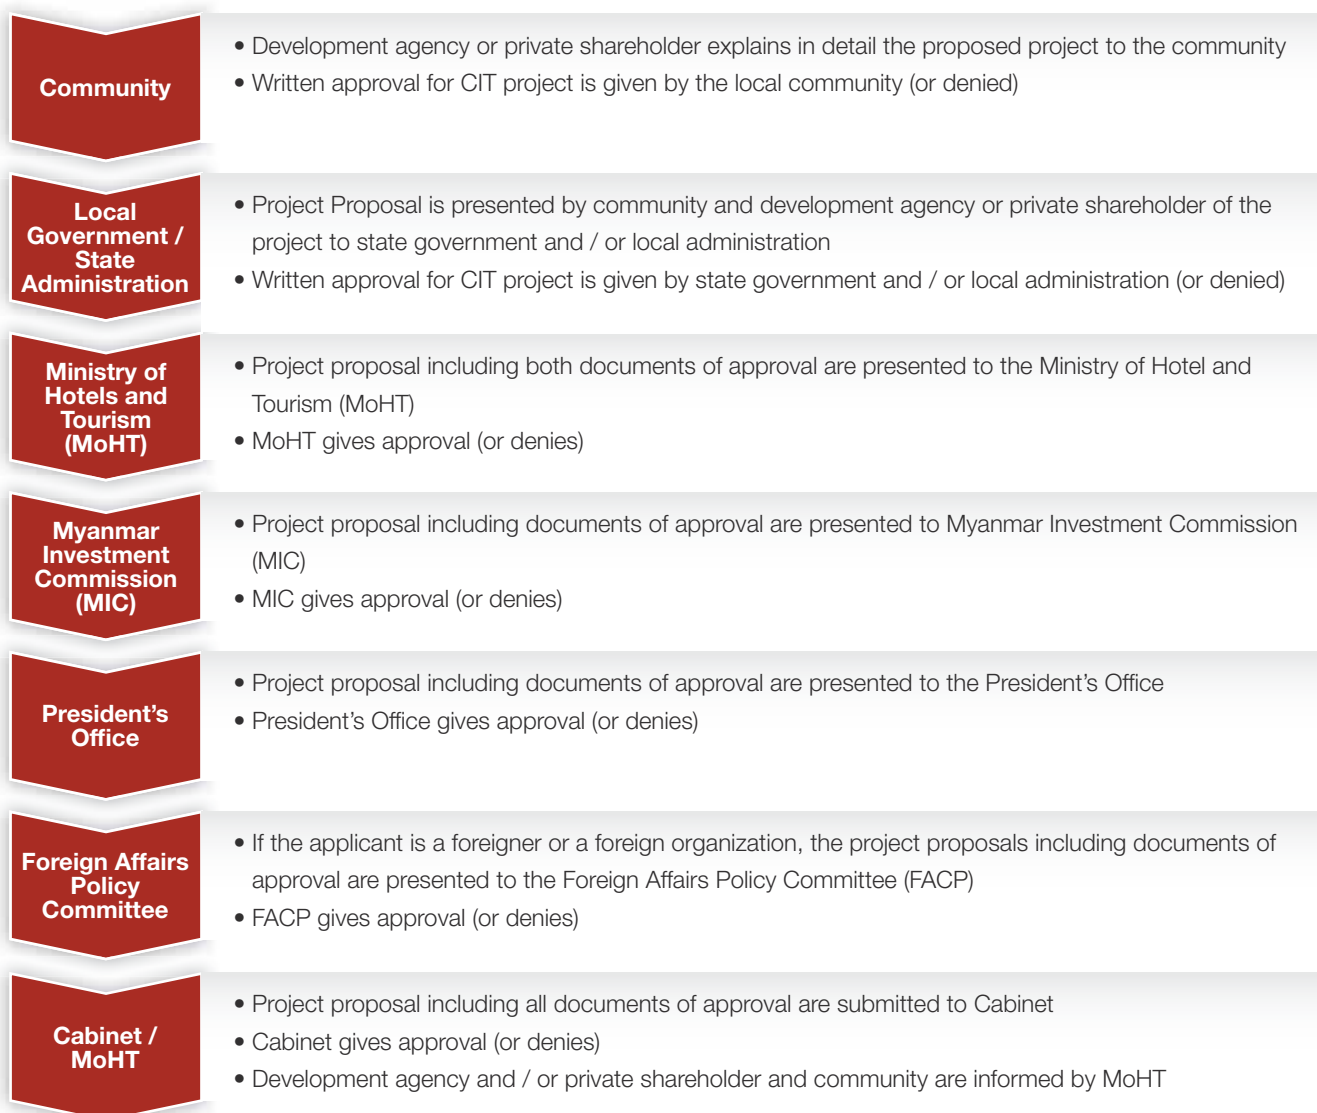 Community
• Development agency or private shareholder explains in detail the proposed project to the community
• Written approval for CIT project is given by the local community (or denied)
Local
Government /
State
Administration
• Project Proposal is presented by community and development agency or private shareholder of the
project to state government and / or local administration
• Written approval for CIT project is given by state government and / or local administration (or denied)
Ministry of
Hotels and
Tourism
(MoHT)
• Project proposal including both documents of approval are presented to the Ministry of Hotel and
Tourism (MoHT)
• MoHT gives approval (or denies)
Myanmar
Investment
Commission
(MIC)
• Project proposal including documents of approval are presented to Myanmar Investment Commission
(MIC)
• MIC gives approval (or denies)
President’s
Office
• Project proposal including documents of approval are presented to the President’s Office
• President’s Office gives approval (or denies)
Foreign Affairs
Policy
Committee
• If the applicant is a foreigner or a foreign organization, the project proposals including documents of
approval are presented to the Foreign Affairs Policy Committee (FACP)
• FACP gives approval (or denies)
Cabinet /
MoHT
• Project proposal including all documents of approval are submitted to Cabinet
• Cabinet gives approval (or denies)
• Development agency and / or private shareholder and community are informed by MoHT